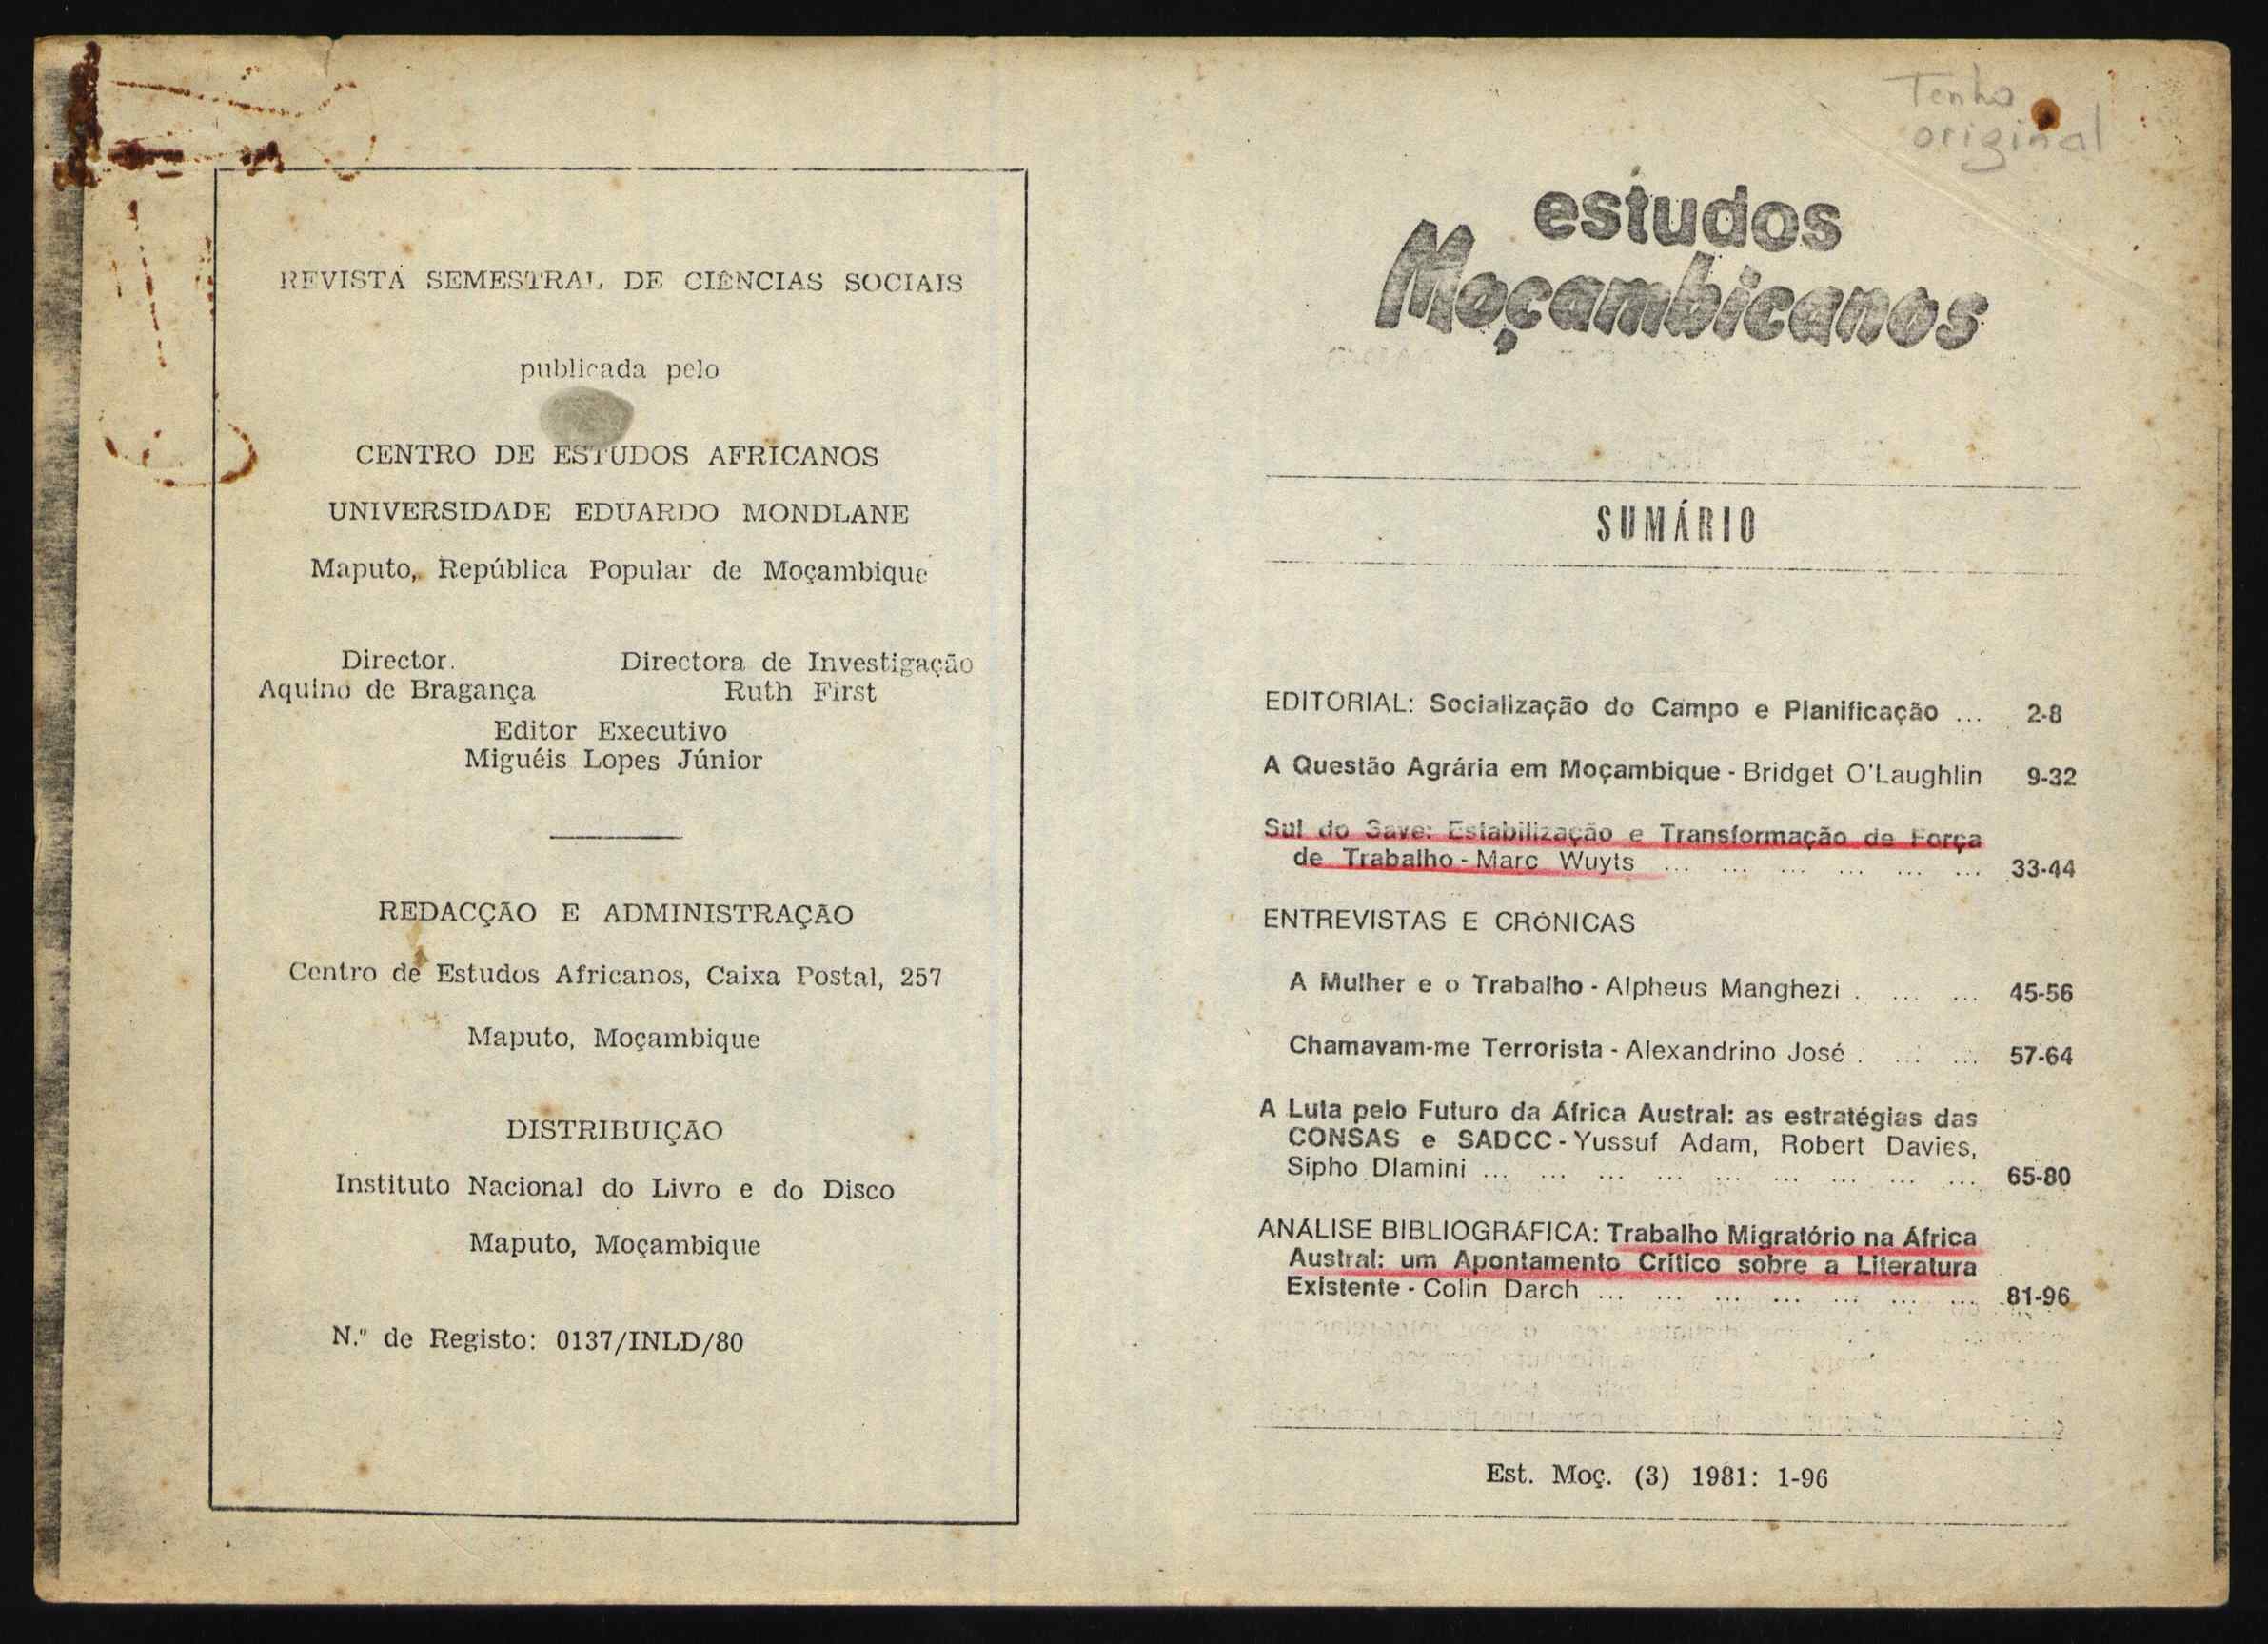 REVISTA SEMESTRAL DE CIÊNCIAS SOCIAIS
publicada pelo
CENTRO DE ESTUDOS AFRICANOS
UNIVERSIDADE EDUARDO MONDLANE
Maputo, República Popular de Moçambique
Director. Directora de Investigação
Aquino de Bragança Ruth First
Editor Executivo
Miguéis Lopes Júnior
REDACÇÃO E ADMINISTRAÇÃO
Centro de Estudos Africanos, Caixa Postal, 257
Maputo, Moçambique
DISTRIBUIÇÃO
Instituto Nacional do Livro e do Disco
Maputo, Moçambique
N.º de Registo: 0137/INLD/80
Tenho
original
estudos
Moçambicanos
SUMÁRIO
EDITORIAL: Socialização do Campo e Planificação ... 2-8
A Questão Agrária em Moçambique - Bridget O'Laughlin 9-32
Sul do Save: Estabilização e Transformação de Força
de Trabalho - Marc Wuyts ... ... ... ... ... ... 33-44
ENTREVISTAS E CRÓNICAS
A Mulher e o Trabalho - Alpheus Manghezi . ... ... 45-56
Chamavam-me Terrorista - Alexandrino José . ... ... 57-64
A Luta pelo Futuro da África Austral: as estratégias das
CONSAS e SADCC - Yussuf Adam, Robert Davies,
Sipho Dlamini ... ... ... ... ... ... ... ... ... 65-80
ANÁLISE BIBLIOGRÁFICA: Trabalho Migratório na África
Austral: um Apontamento Crítico sobre a Literatura
Existente - Colin Darch ... ... ... ... ... ... ... 81-96
Est. Moç. (3) 1981: 1-96